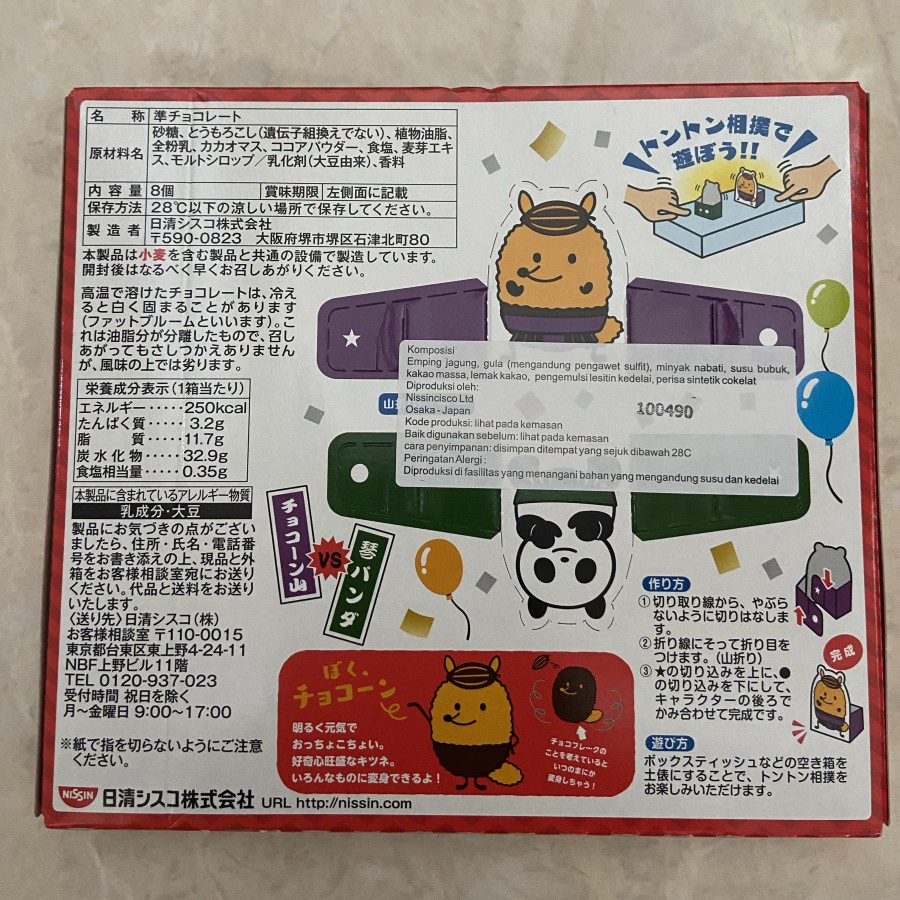 名 称 準チョコレート
原材料名 砂糖、とうもろこし(遺伝子組換えでない)、植物油脂、
全粉乳、カカオマス、ココアパウダー、食塩、麦芽エキ
ス、モルトシロップ/乳化剤(大豆由来)、香料
内容量 8個 賞味期限 左側面に記載
保存方法 28℃以下の涼しい場所で保存してください。
製造者 日清シスコ株式会社
〒590-0823 大阪府堺市堺区石津北町80
本製品は小麦を含む製品と共通の設備で製造しています。
開封後はなるべく早くお召しあがりください。
高温で溶けたチョコレートは、冷え
ると白く固まることがあります
(ファットブルームといいます)。こ
れは油脂分が分離したもので、召し
あがってもさしつかえありません
が、風味の上では劣ります。
栄養成分表示(1箱当たり)
エネルギー・・・・・250kcal
たんぱく質・・・・・3.2g
脂 質・・・・・11.7g
炭水化物・・・・・32.9g
食塩相当量・・・・・0.35g
本製品に含まれているアレルギー物質
乳成分・大豆
製品にお気づきの点がござい
ましたら、住所・氏名・電話番
号をお書き添えの上、現品と外
箱をお客様相談室宛にお送り
ください。代品と送料をお送り
いたします。
〈送り先〉日清シスコ(株)
お客様相談室 〒110-0015
東京都台東区東上野4-24-11
NBF上野ビル11階
TEL 0120-937-023
受付時間 祝日を除く
月〜金曜日 9:00〜17:00
※紙で指を切らないようにご注意
ください。
NISSIN 日清シスコ株式会社 URL http://nissin.com
トントン相撲で
遊ぼう!!
山
Komposisi
Emping jagung, gula (mengandung pengawet sulfit), minyak nabati, susu bubuk,
kakao massa, lemak kakao, pengemulsi lesitin kedelai, perisa sintetik cokelat
Diproduksi oleh:
Nissincisco Ltd
Osaka - Japan
100490
Kode produksi: lihat pada kemasan
Baik digunakan sebelum: lihat pada kemasan
cara penyimpanan: disimpan ditempat yang sejuk dibawah 28C
Peringatan Alergi :
Diproduksi di fasilitas yang menangani bahan yang mengandung susu dan kedelai
チョコーン山
VS
琴パンダ
ぼく、
チョコーン
明るく元気で
おっちょこちょい。
好奇心旺盛なキツネ。
いろんなものに変身できるよ!
チョコフレークの
ことを考えていると
いつのまにか
変身しちゃう!
作り方
①切り取り線から、やぶら
ないように切りはなしま
す。
②折り線にそって折り目を
つけます。(山折り)
③★の切り込みを上に、●
の切り込みを下にして、
キャラクターの後ろで
かみ合わせて完成です。
完成
遊び方
ボックスティッシュなどの空き箱を
土俵にすることで、トントン相撲を
お楽しみいただけます。